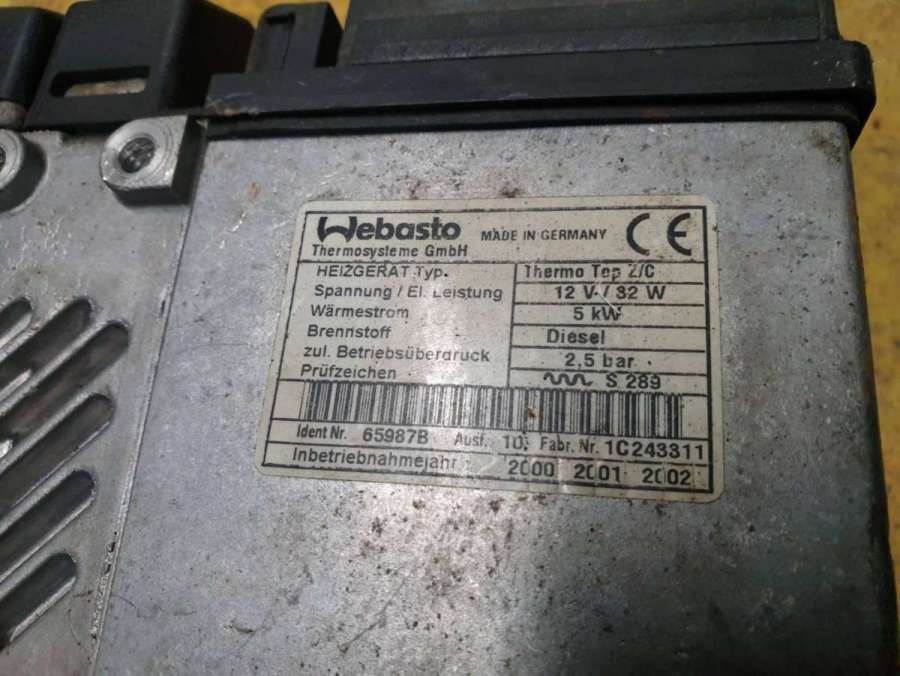 Webasto MADE IN GERMANY CE
Thermosysteme GmbH
HEIZGERÄT Typ. Thermo Top Z/C
Spannung / El. Leistung 12 V / 32 W
Wärmestrom 5 kW
Brennstoff Diesel
zul. Betriebsüberdruck 2,5 bar
Prüfzeichen S 289
Ident Nr. 65987B Ausf. 10 Fabr. Nr. 1C243311
Inbetriebnahmejahr 2000 2001 2002